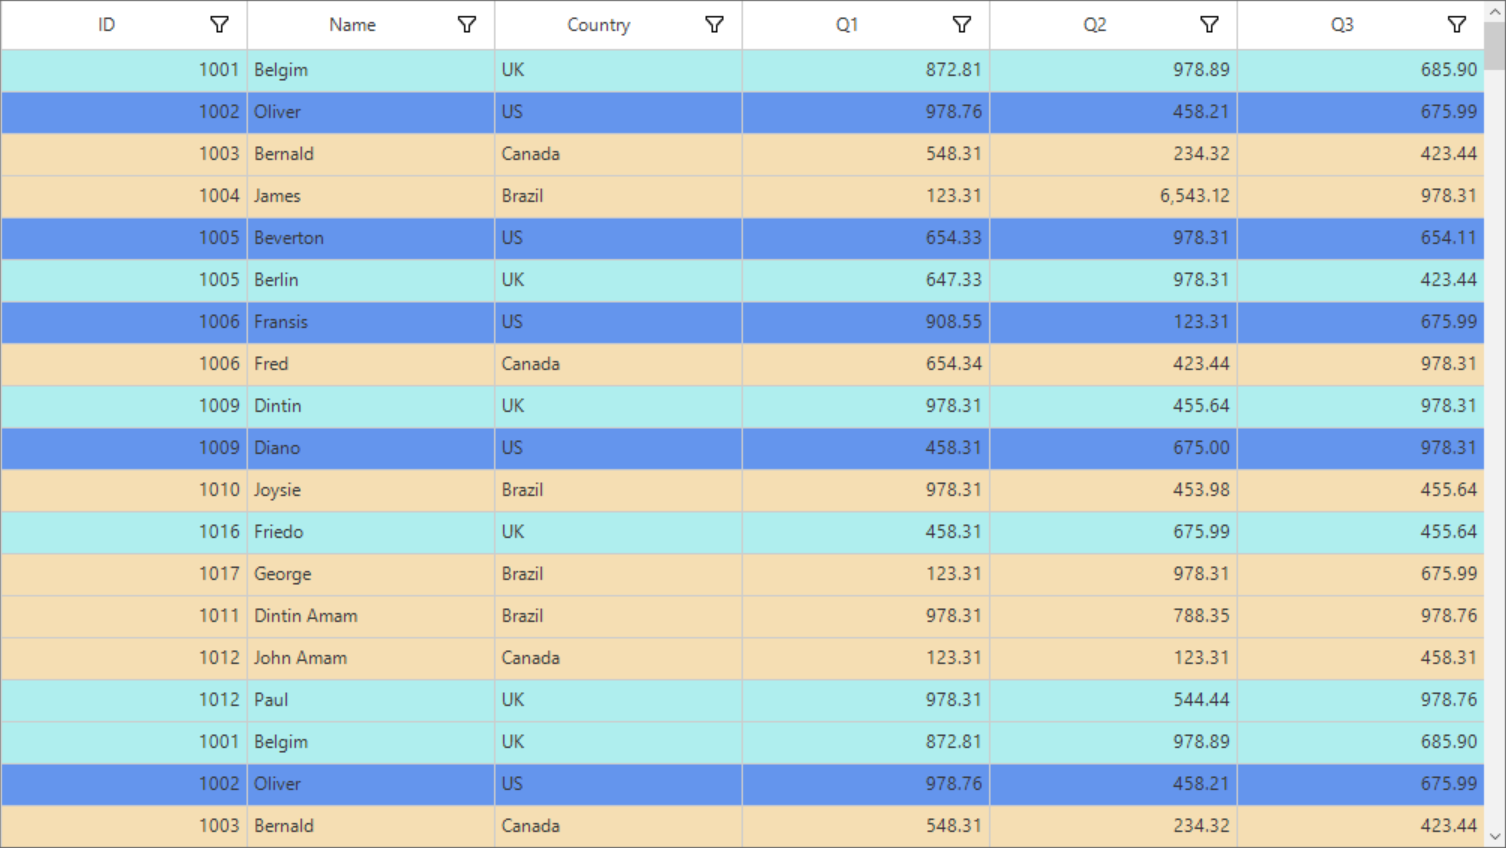 ID Name Country Q1 Q2 Q3
1001 Belgim UK 872.81 978.89 685.90
1002 Oliver US 978.76 458.21 675.99
1003 Bernald Canada 548.31 234.32 423.44
1004 James Brazil 123.31 6,543.12 978.31
1005 Beverton US 654.33 978.31 654.11
1005 Berlin UK 647.33 978.31 423.44
1006 Fransis US 908.55 123.31 675.99
1006 Fred Canada 654.34 423.44 978.31
1009 Dintin UK 978.31 455.64 978.31
1009 Diano US 458.31 675.00 978.31
1010 Joysie Brazil 978.31 453.98 455.64
1016 Friedo UK 458.31 675.99 455.64
1017 George Brazil 123.31 978.31 675.99
1011 Dintin Amam Brazil 978.31 788.35 978.76
1012 John Amam Canada 123.31 123.31 458.31
1012 Paul UK 978.31 544.44 978.76
1001 Belgim UK 872.81 978.89 685.90
1002 Oliver US 978.76 458.21 675.99
1003 Bernald Canada 548.31 234.32 423.44